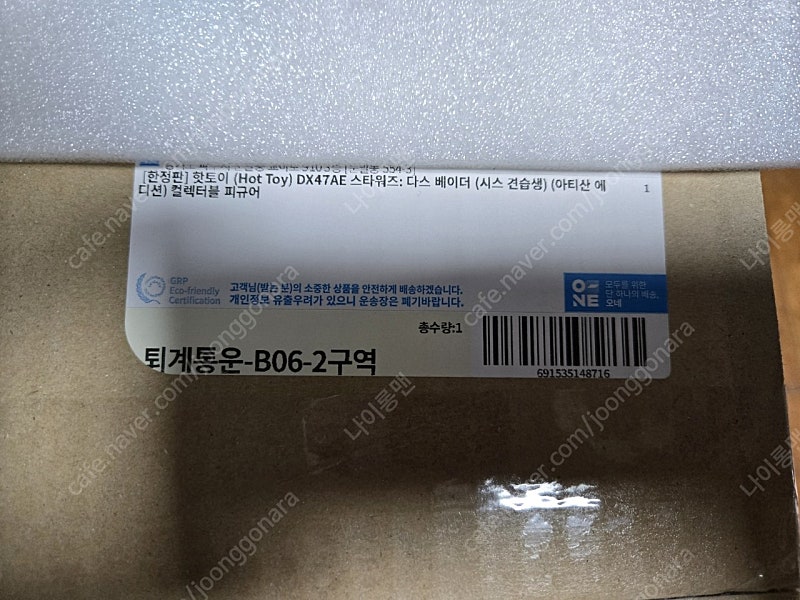 [한정판] 핫토이 (Hot Toy) DX47AE 스타워즈: 다스 베이더 (시스 견습생) (아티산 에 1
디션) 컬렉터블 피규어
GRP
Eco-friendly
Certification
고객님(받는 분)의 소중한 상품을 안전하게 배송하겠습니다.
개인정보 유출우려가 있으니 운송장은 폐기바랍니다.
ONE
모두를 위한
단 하나의 배송,
오네
총수량:1
퇴계통운-B06-2구역
691535148716
cafe.naver.com/joonggonara
나이롱맨